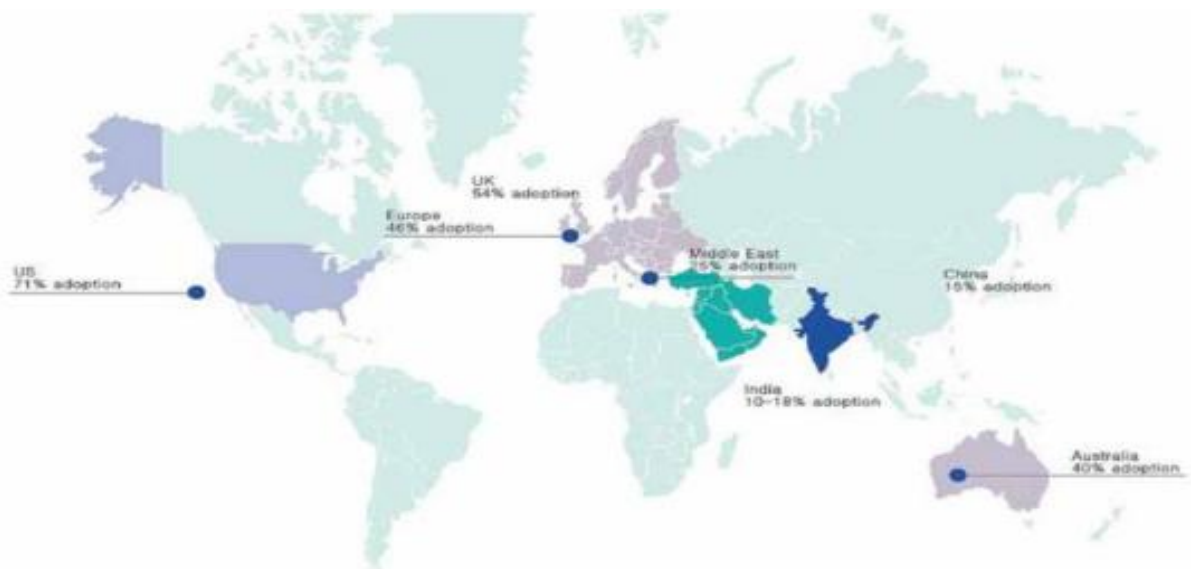 UK
54% adoption
Europe
46% adoption
US
71% adoption
Middle East
25% adoption
China
15% adoption
India
10-18% adoption
Australia
40% adoption